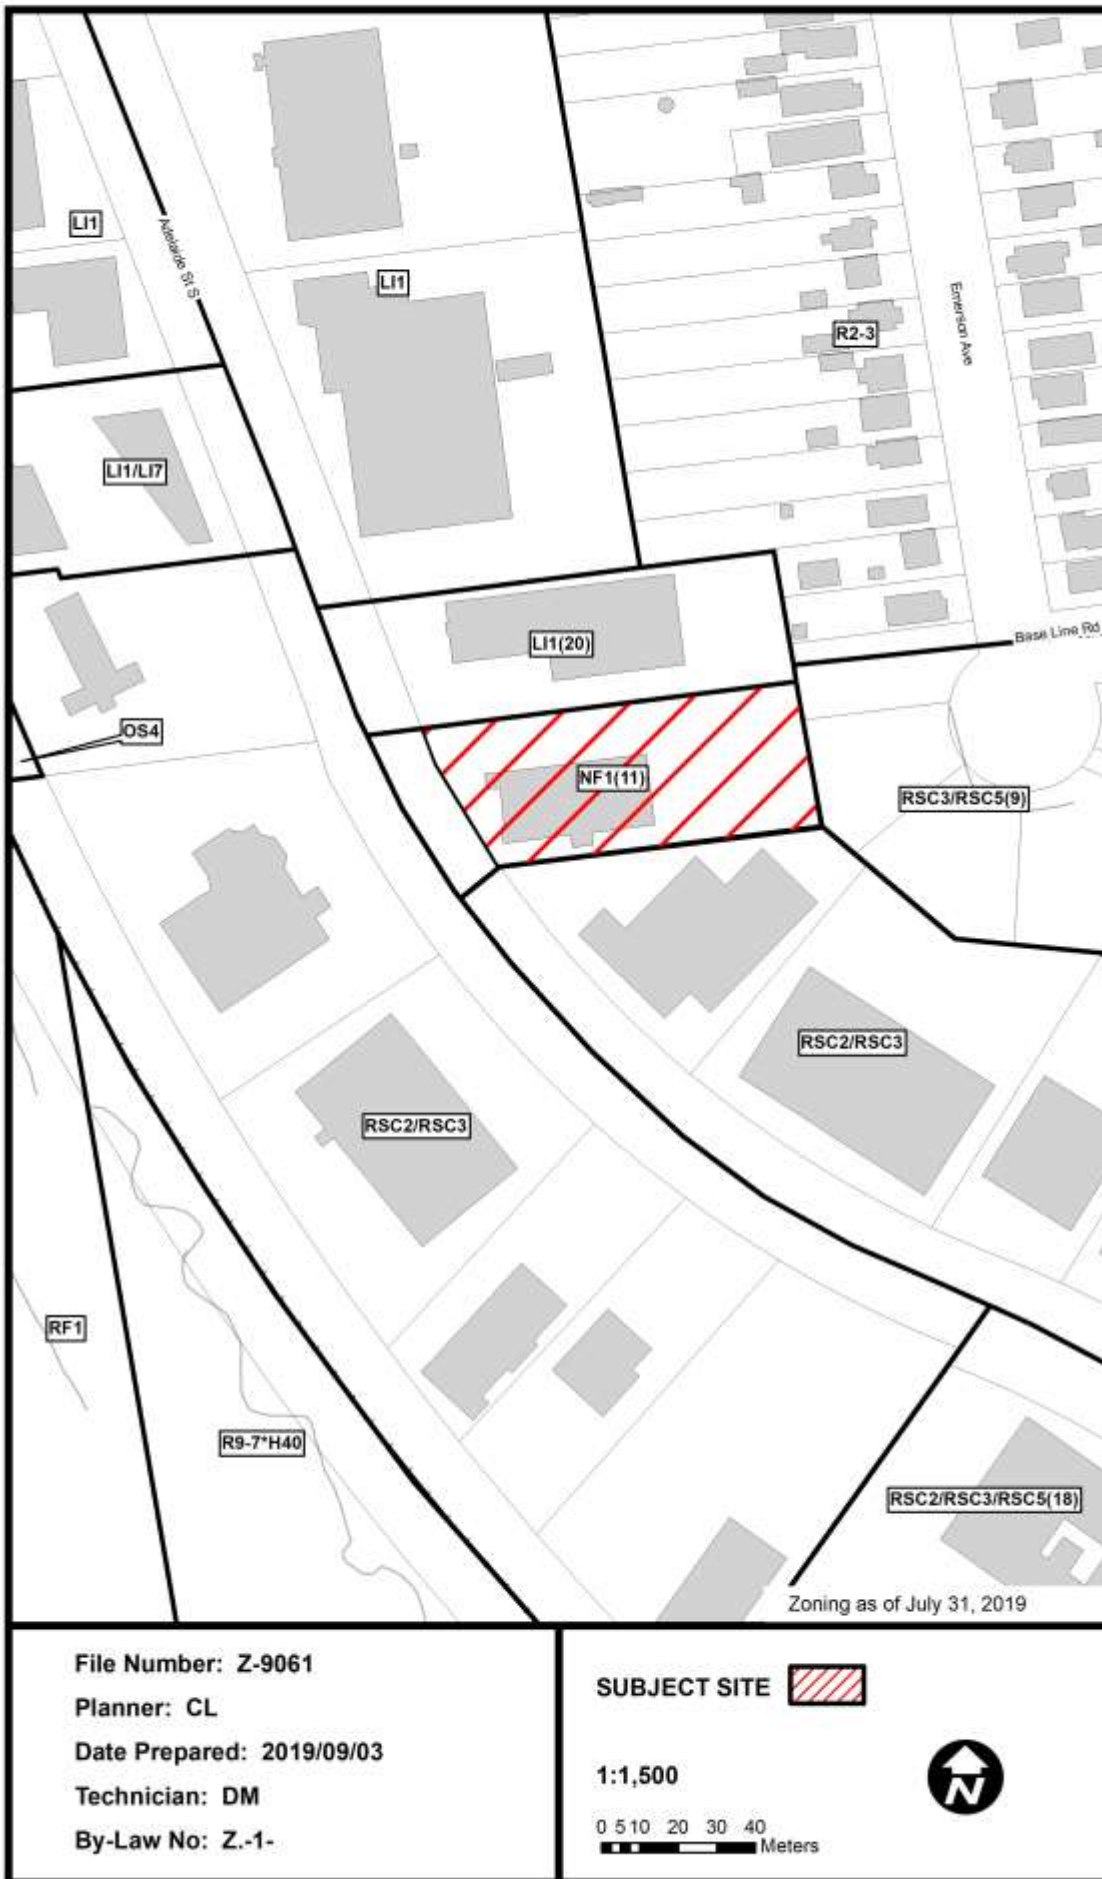 LI1
Adelaide St S
LI1
R2-3
Emerson Ave
LI1/LI7
Base Line Rd
LI1(20)
OS4
NF1(11)
RSC3/RSC5(9)
RSC2/RSC3
RSC2/RSC3
RF1
R9-7*H40
RSC2/RSC3/RSC5(18)
Zoning as of July 31, 2019
File Number: Z-9061
Planner: CL
Date Prepared: 2019/09/03
Technician: DM
By-Law No: Z.-1-
SUBJECT SITE
1:1,500
N
0 5 10 20 30 40
Meters